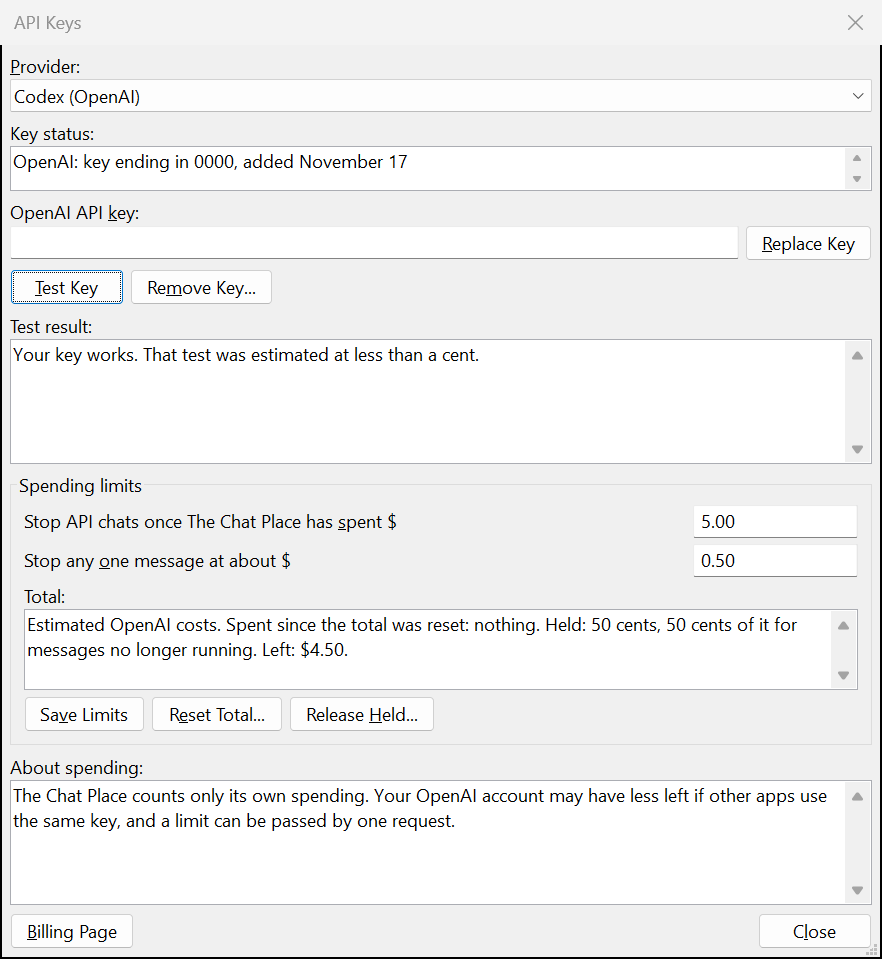 API Keys
Provider:
Codex (OpenAI)
Key status:
OpenAI: key ending in 0000, added November 17
OpenAI API key:
Replace Key
Test Key
Remove Key...
Test result:
Your key works. That test was estimated at less than a cent.
Spending limits
Stop API chats once The Chat Place has spent $
5.00
Stop any one message at about $
0.50
Total:
Estimated OpenAI costs. Spent since the total was reset: nothing. Held: 50 cents, 50 cents of it for
messages no longer running. Left: $4.50.
Save Limits
Reset Total...
Release Held...
About spending:
The Chat Place counts only its own spending. Your OpenAI account may have less left if other apps use
the same key, and a limit can be passed by one request.
Billing Page
Close